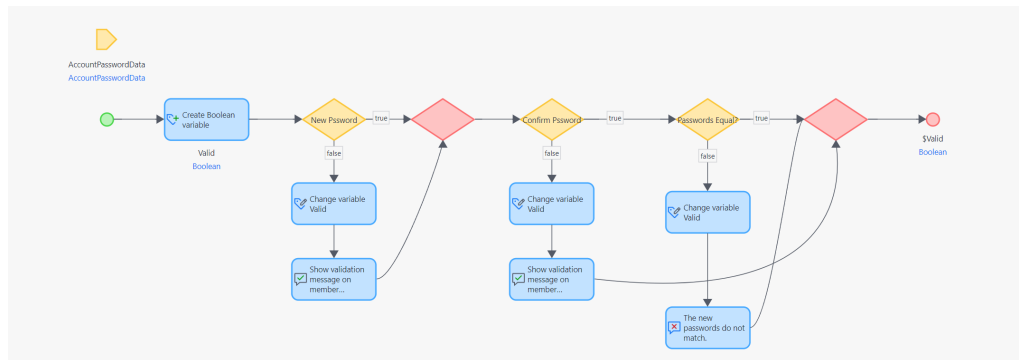 AccountPasswordData
AccountPasswordData
Create Boolean
variable
Valid
Boolean
New Pssword
true
false
Change variable
Valid
Show validation
message on
member...
Confirm Pssword
true
false
Change variable
Valid
Show validation
message on
member...
Passwords Equal?
true
false
Change variable
Valid
The new
passwords do not
match.
$Valid
Boolean